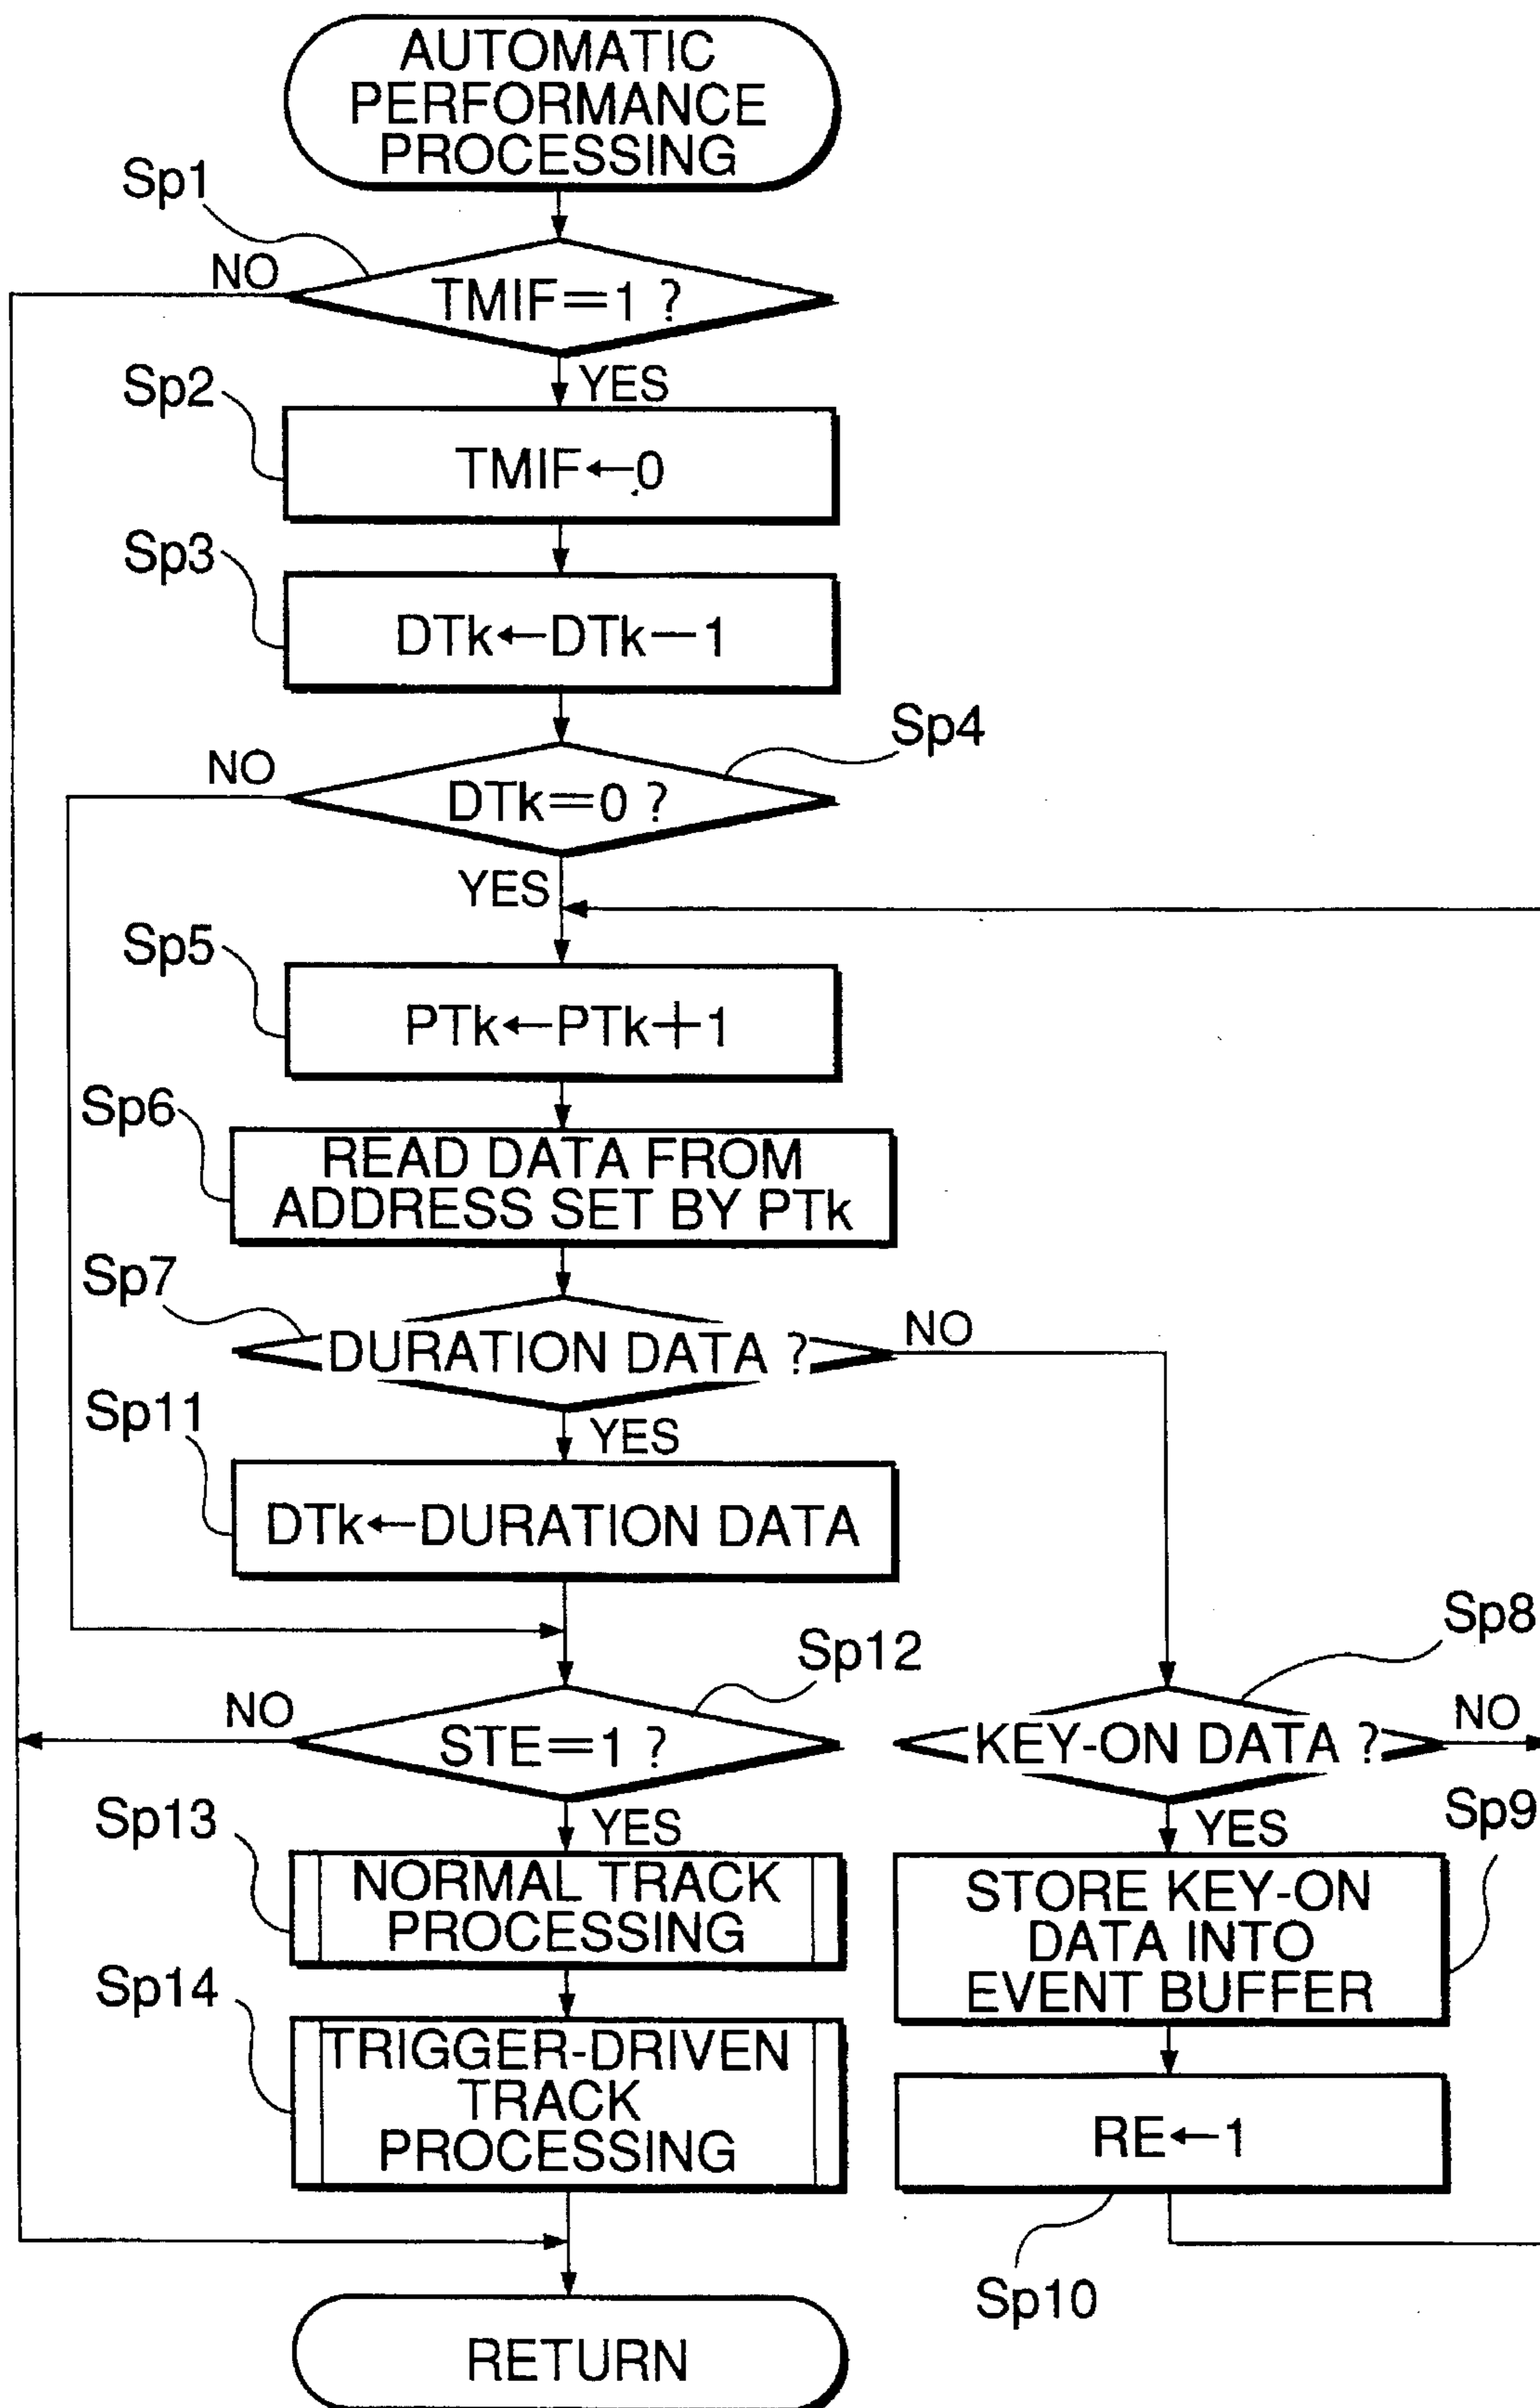 AUTOMATIC
PERFORMANCE
PROCESSING
Sp1
NO
TMIF=1 ?
YES
Sp2
TMIF←0
Sp3
DTk←DTk−1
Sp4
NO
DTk=0 ?
YES
Sp5
PTk←PTk+1
Sp6
READ DATA FROM
ADDRESS SET BY PTk
Sp7
DURATION DATA ?
NO
YES
Sp11
DTk←DURATION DATA
Sp12
NO
STE=1 ?
YES
Sp13
NORMAL TRACK
PROCESSING
Sp14
TRIGGER-DRIVEN
TRACK
PROCESSING
Sp8
KEY-ON DATA ?
NO
YES
Sp9
STORE KEY-ON
DATA INTO
EVENT BUFFER
RE←1
Sp10
RETURN